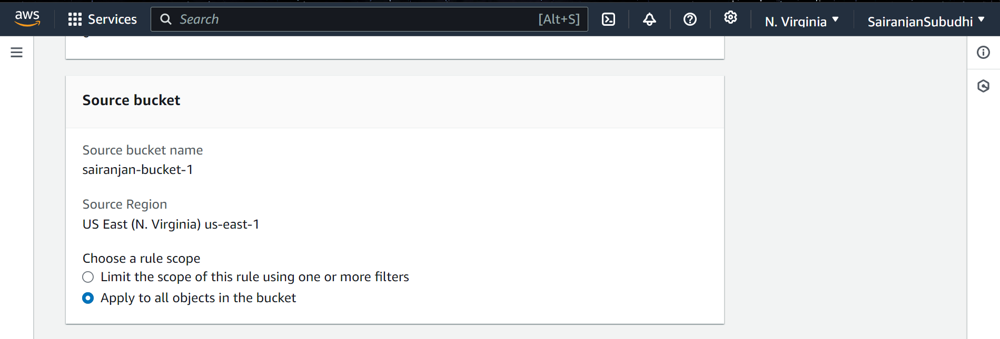 aws Services Search [Alt+S] N. Virginia SairanjanSubudhi
Source bucket
Source bucket name
sairanjan-bucket-1
Source Region
US East (N. Virginia) us-east-1
Choose a rule scope
Limit the scope of this rule using one or more filters
Apply to all objects in the bucket